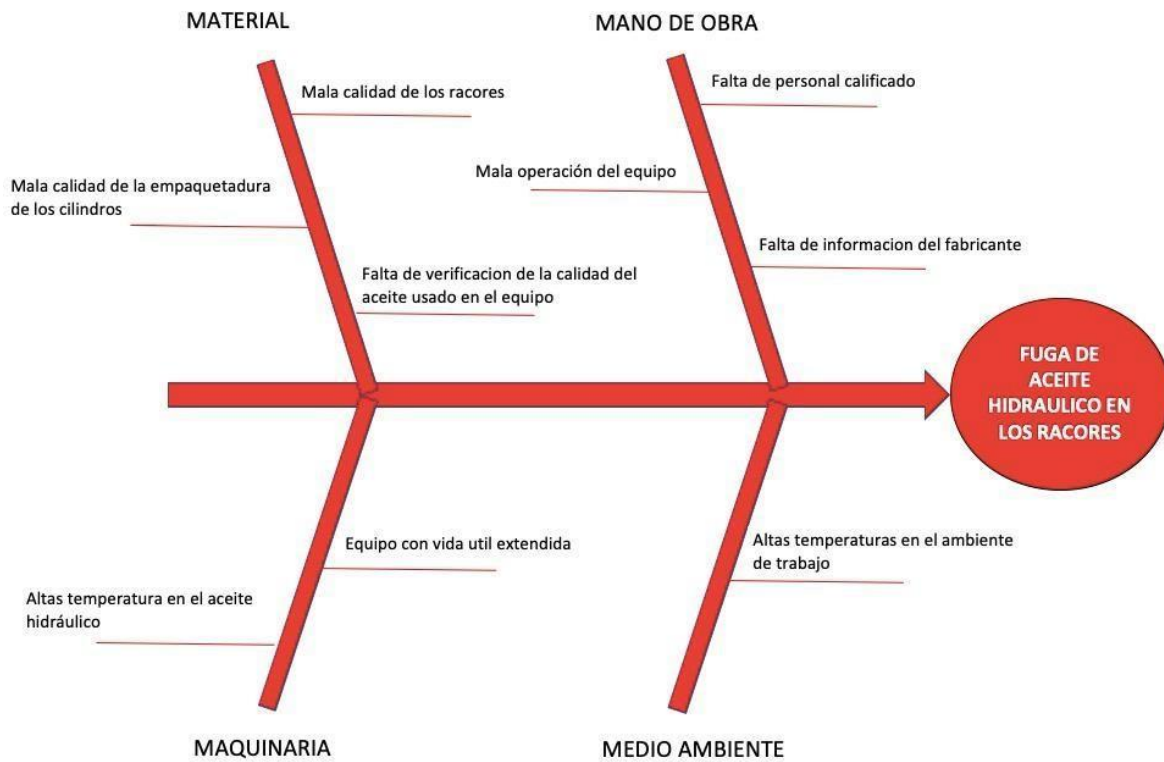 MATERIAL
MANO DE OBRA
Mala calidad de los racores
Falta de personal calificado
Mala calidad de la empaquetadura
de los cilindros
Mala operación del equipo
Falta de verificacion de la calidad del
aceite usado en el equipo
Falta de informacion del fabricante
FUGA DE
ACEITE
HIDRAULICO EN
LOS RACORES
Equipo con vida util extendida
Altas temperaturas en el ambiente
de trabajo
Altas temperatura en el aceite
hidráulico
MAQUINARIA
MEDIO AMBIENTE